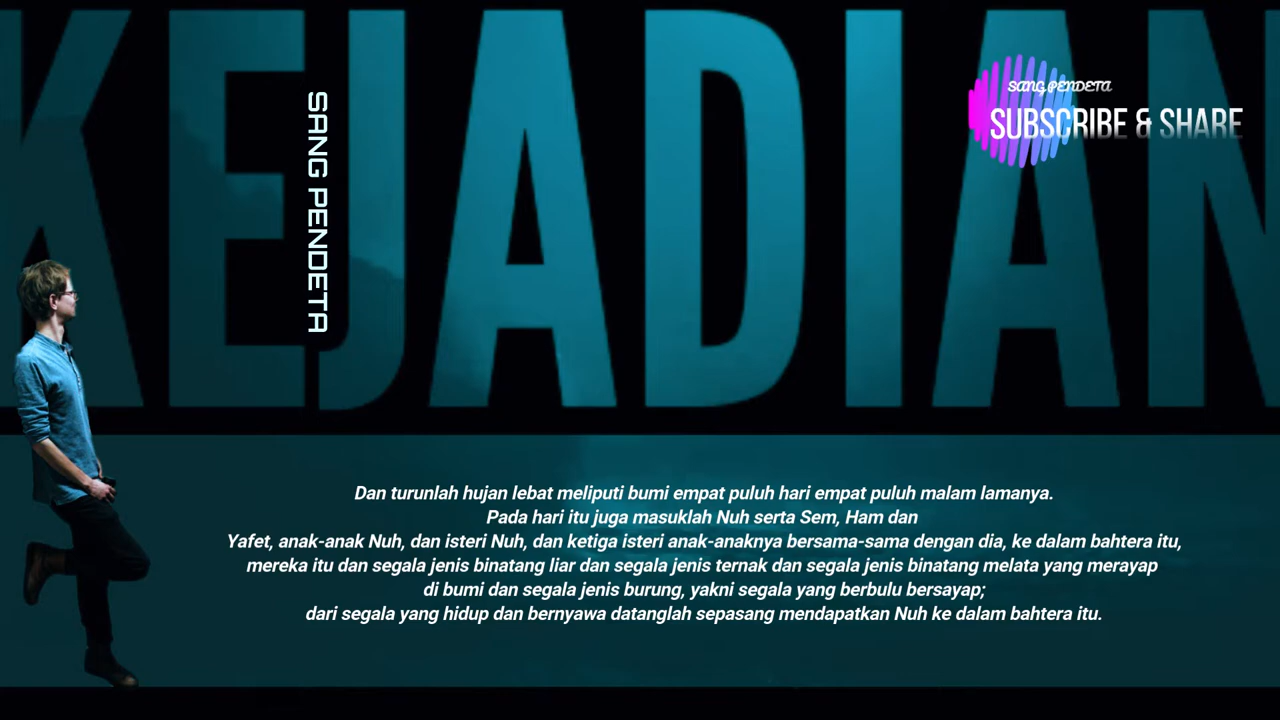 KEJADIAN
SANG PENDETA
SANG PENDETA
SUBSCRIBE & SHARE
Dan turunlah hujan lebat meliputi bumi empat puluh hari empat puluh malam lamanya.
Pada hari itu juga masuklah Nuh serta Sem, Ham dan
Yafet, anak-anak Nuh, dan isteri Nuh, dan ketiga isteri anak-anaknya bersama-sama dengan dia, ke dalam bahtera itu,
mereka itu dan segala jenis binatang liar dan segala jenis ternak dan segala jenis binatang melata yang merayap
di bumi dan segala jenis burung, yakni segala yang berbulu bersayap;
dari segala yang hidup dan bernyawa datanglah sepasang mendapatkan Nuh ke dalam bahtera itu.